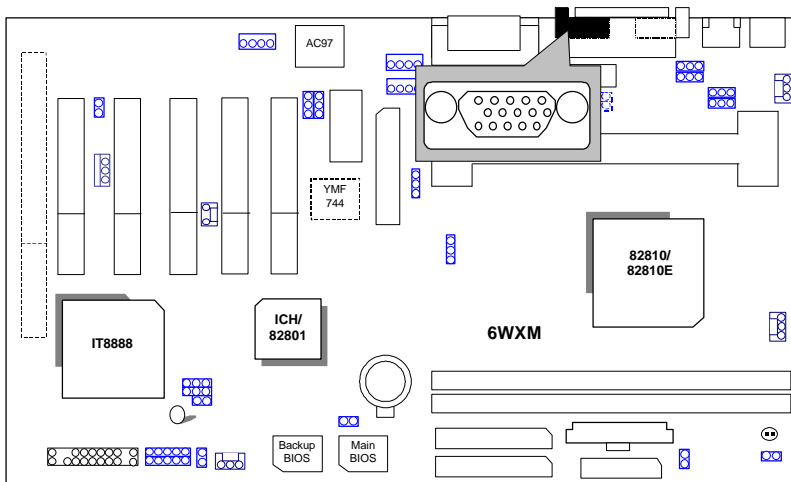 AC97
YMF
744
82810/
82810E
ICH/
82801
IT8888
6WXM
Backup
BIOS
Main
BIOS